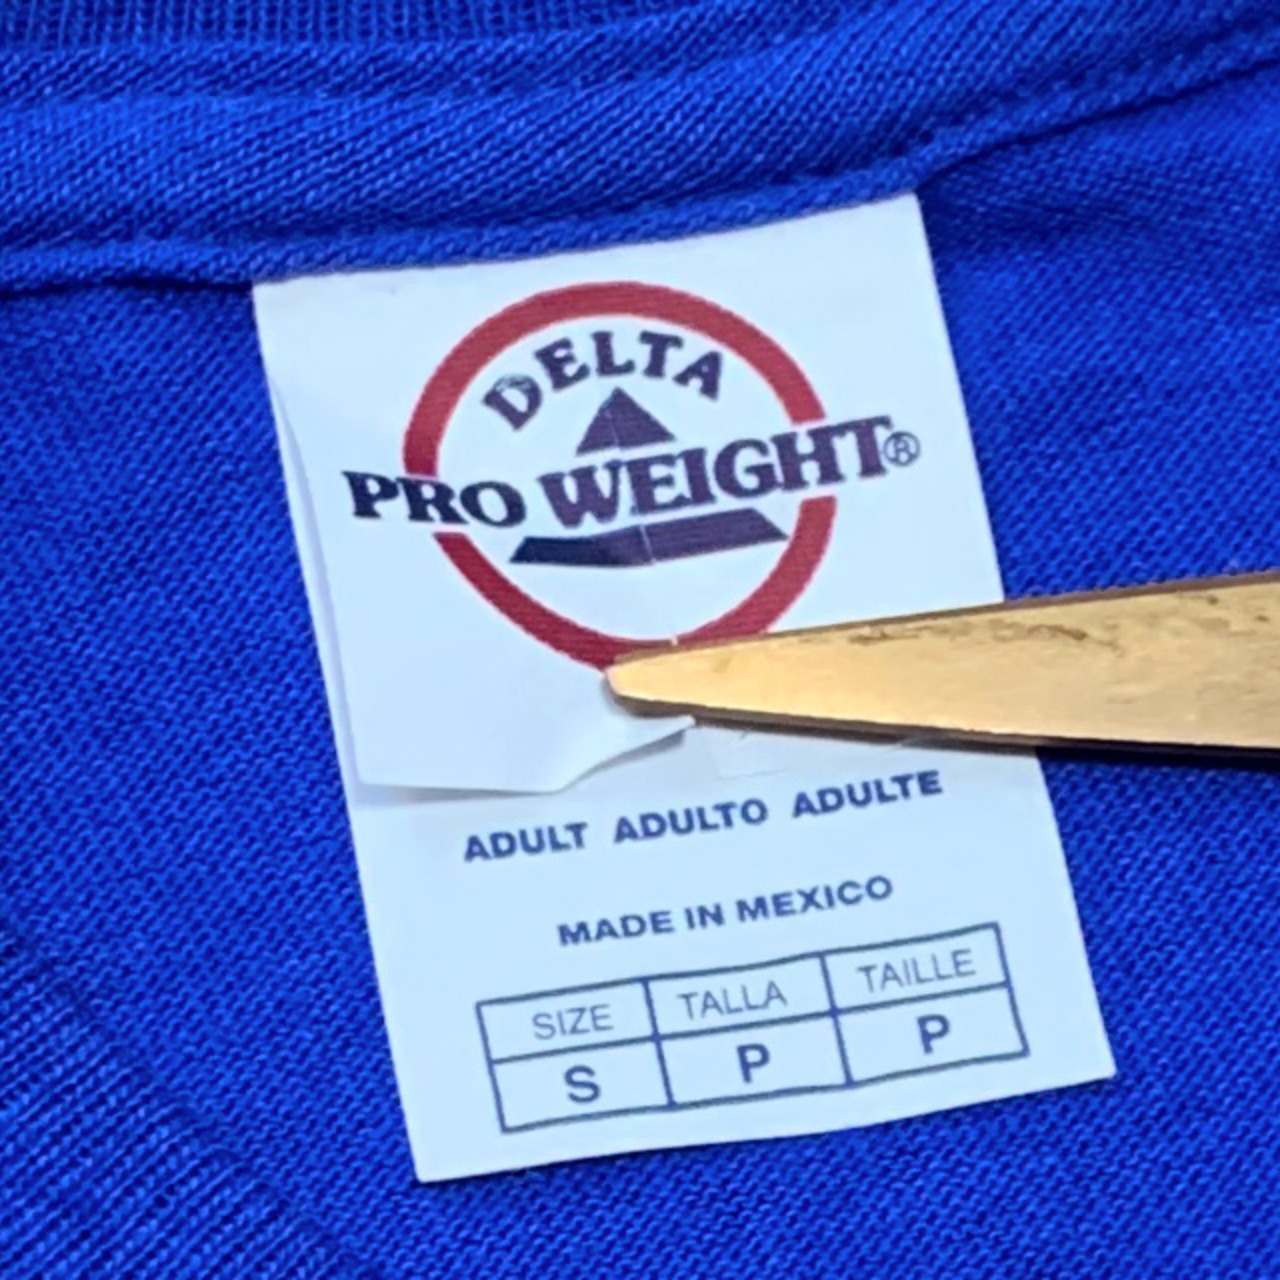 DELTA
PRO WEIGHT®
ADULT ADULTO ADULTE
MADE IN MEXICO
SIZE TALLA TAILLE
S P P